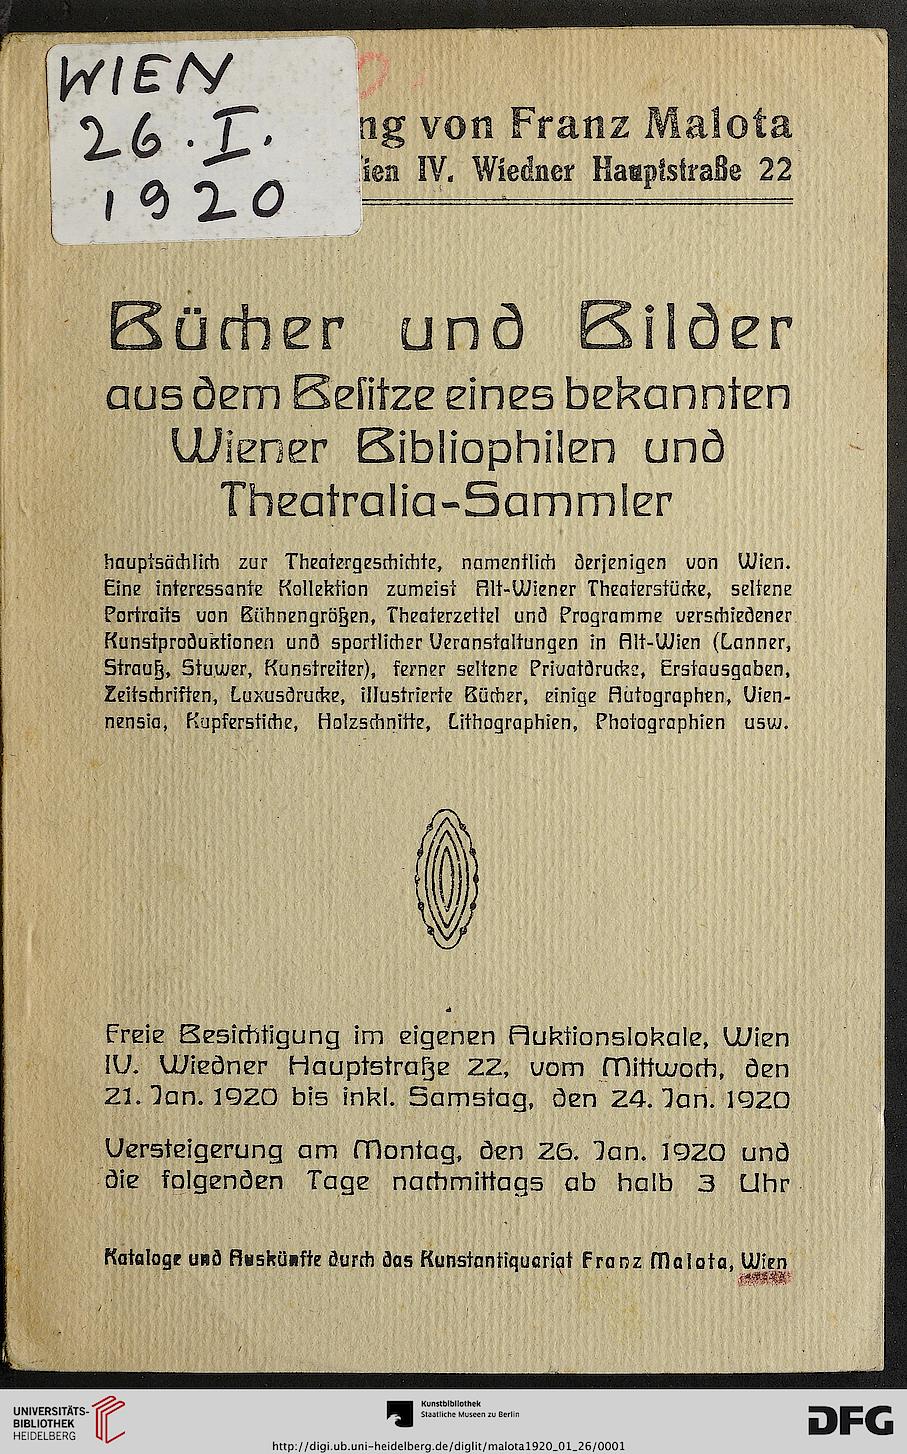 WIEN
26. I.
1920
ng von Franz Malota
ien IV. Wiedner Hauptstraße 22
Bücher und Bilder
aus dem Besitze eines bekannten
Wiener Bibliophilen und
Theatralia-Sammler
hauptsächlich zur Theatergeschichte, namentlich derjenigen von Wien.
Eine interessante Kollektion zumeist Alt-Wiener Theaterstücke, seltene
Portraits von Bühnengrößen, Theaterzettel und Programme verschiedener
Kunstproduktionen und sportlicher Veranstaltungen in Alt-Wien (Lanner,
Strauß, Stuwer, Kunstreiter), ferner seltene Privatdrucke, Erstausgaben,
Zeitschriften, Luxusdrucke, illustrierte Bücher, einige Autographen, Vien-
nensia, Kupferstiche, Holzschnitte, Lithographien, Photographien usw.
Freie Besichtigung im eigenen Auktionslokale, Wien
IV. Wiedner Hauptstraße 22, vom Mittwoch, den
21. Jan. 1920 bis inkl. Samstag, den 24. Jan. 1920
Versteigerung am Montag, den 26. Jan. 1920 und
die folgenden Tage nachmittags ab halb 3 Uhr
Kataloge und Auskünfte durch das Kunstantiquariat Franz Malota, Wien
UNIVERSITÄTS-
BIBLIOTHEK
HEIDELBERG
Kunstbibliothek
Staatliche Museen zu Berlin
DFG
http://digi.ub.uni-heidelberg.de/diglit/malota1920_01_26/0001